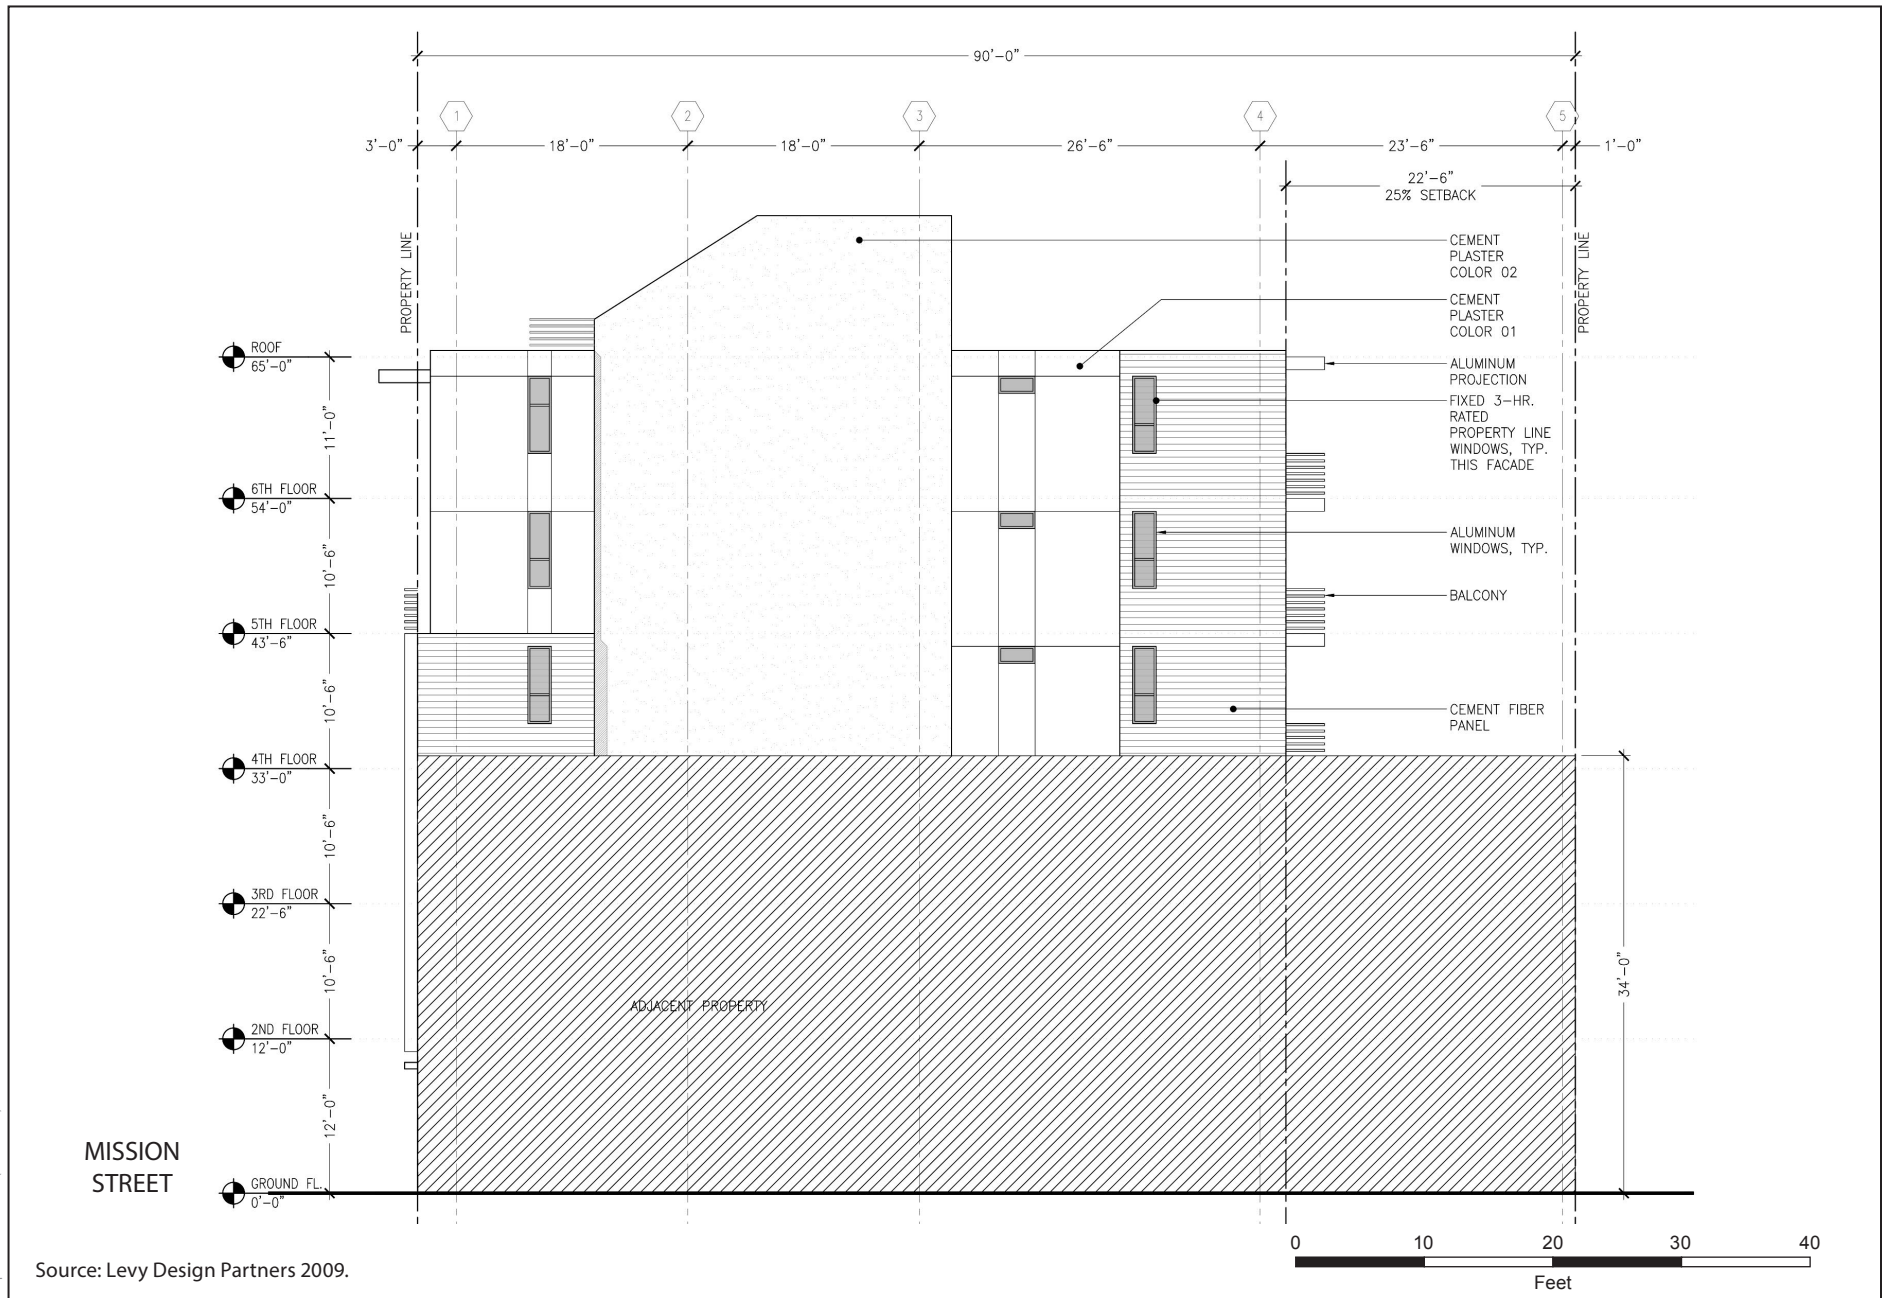 90'-0"
1
2
3
4
5
3'-0"
18'-0"
18'-0"
26'-6"
23'-6"
1'-0"
22'-6"
25% SETBACK
PROPERTY LINE
PROPERTY LINE
CEMENT
PLASTER
COLOR 02
CEMENT
PLASTER
COLOR 01
ALUMINUM
PROJECTION
FIXED 3-HR.
RATED
PROPERTY LINE
WINDOWS, TYP.
THIS FACADE
ALUMINUM
WINDOWS, TYP.
BALCONY
CEMENT FIBER
PANEL
ROOF
65'-0"
11'-0"
6TH FLOOR
54'-0"
10'-6"
5TH FLOOR
43'-6"
10'-6"
4TH FLOOR
33'-0"
10'-6"
3RD FLOOR
22'-6"
10'-6"
2ND FLOOR
12'-0"
12'-0"
GROUND FL.
0'-0"
34'-0"
ADJACENT PROPERTY
MISSION
STREET
0 10 20 30 40
Feet
Source: Levy Design Partners 2009.